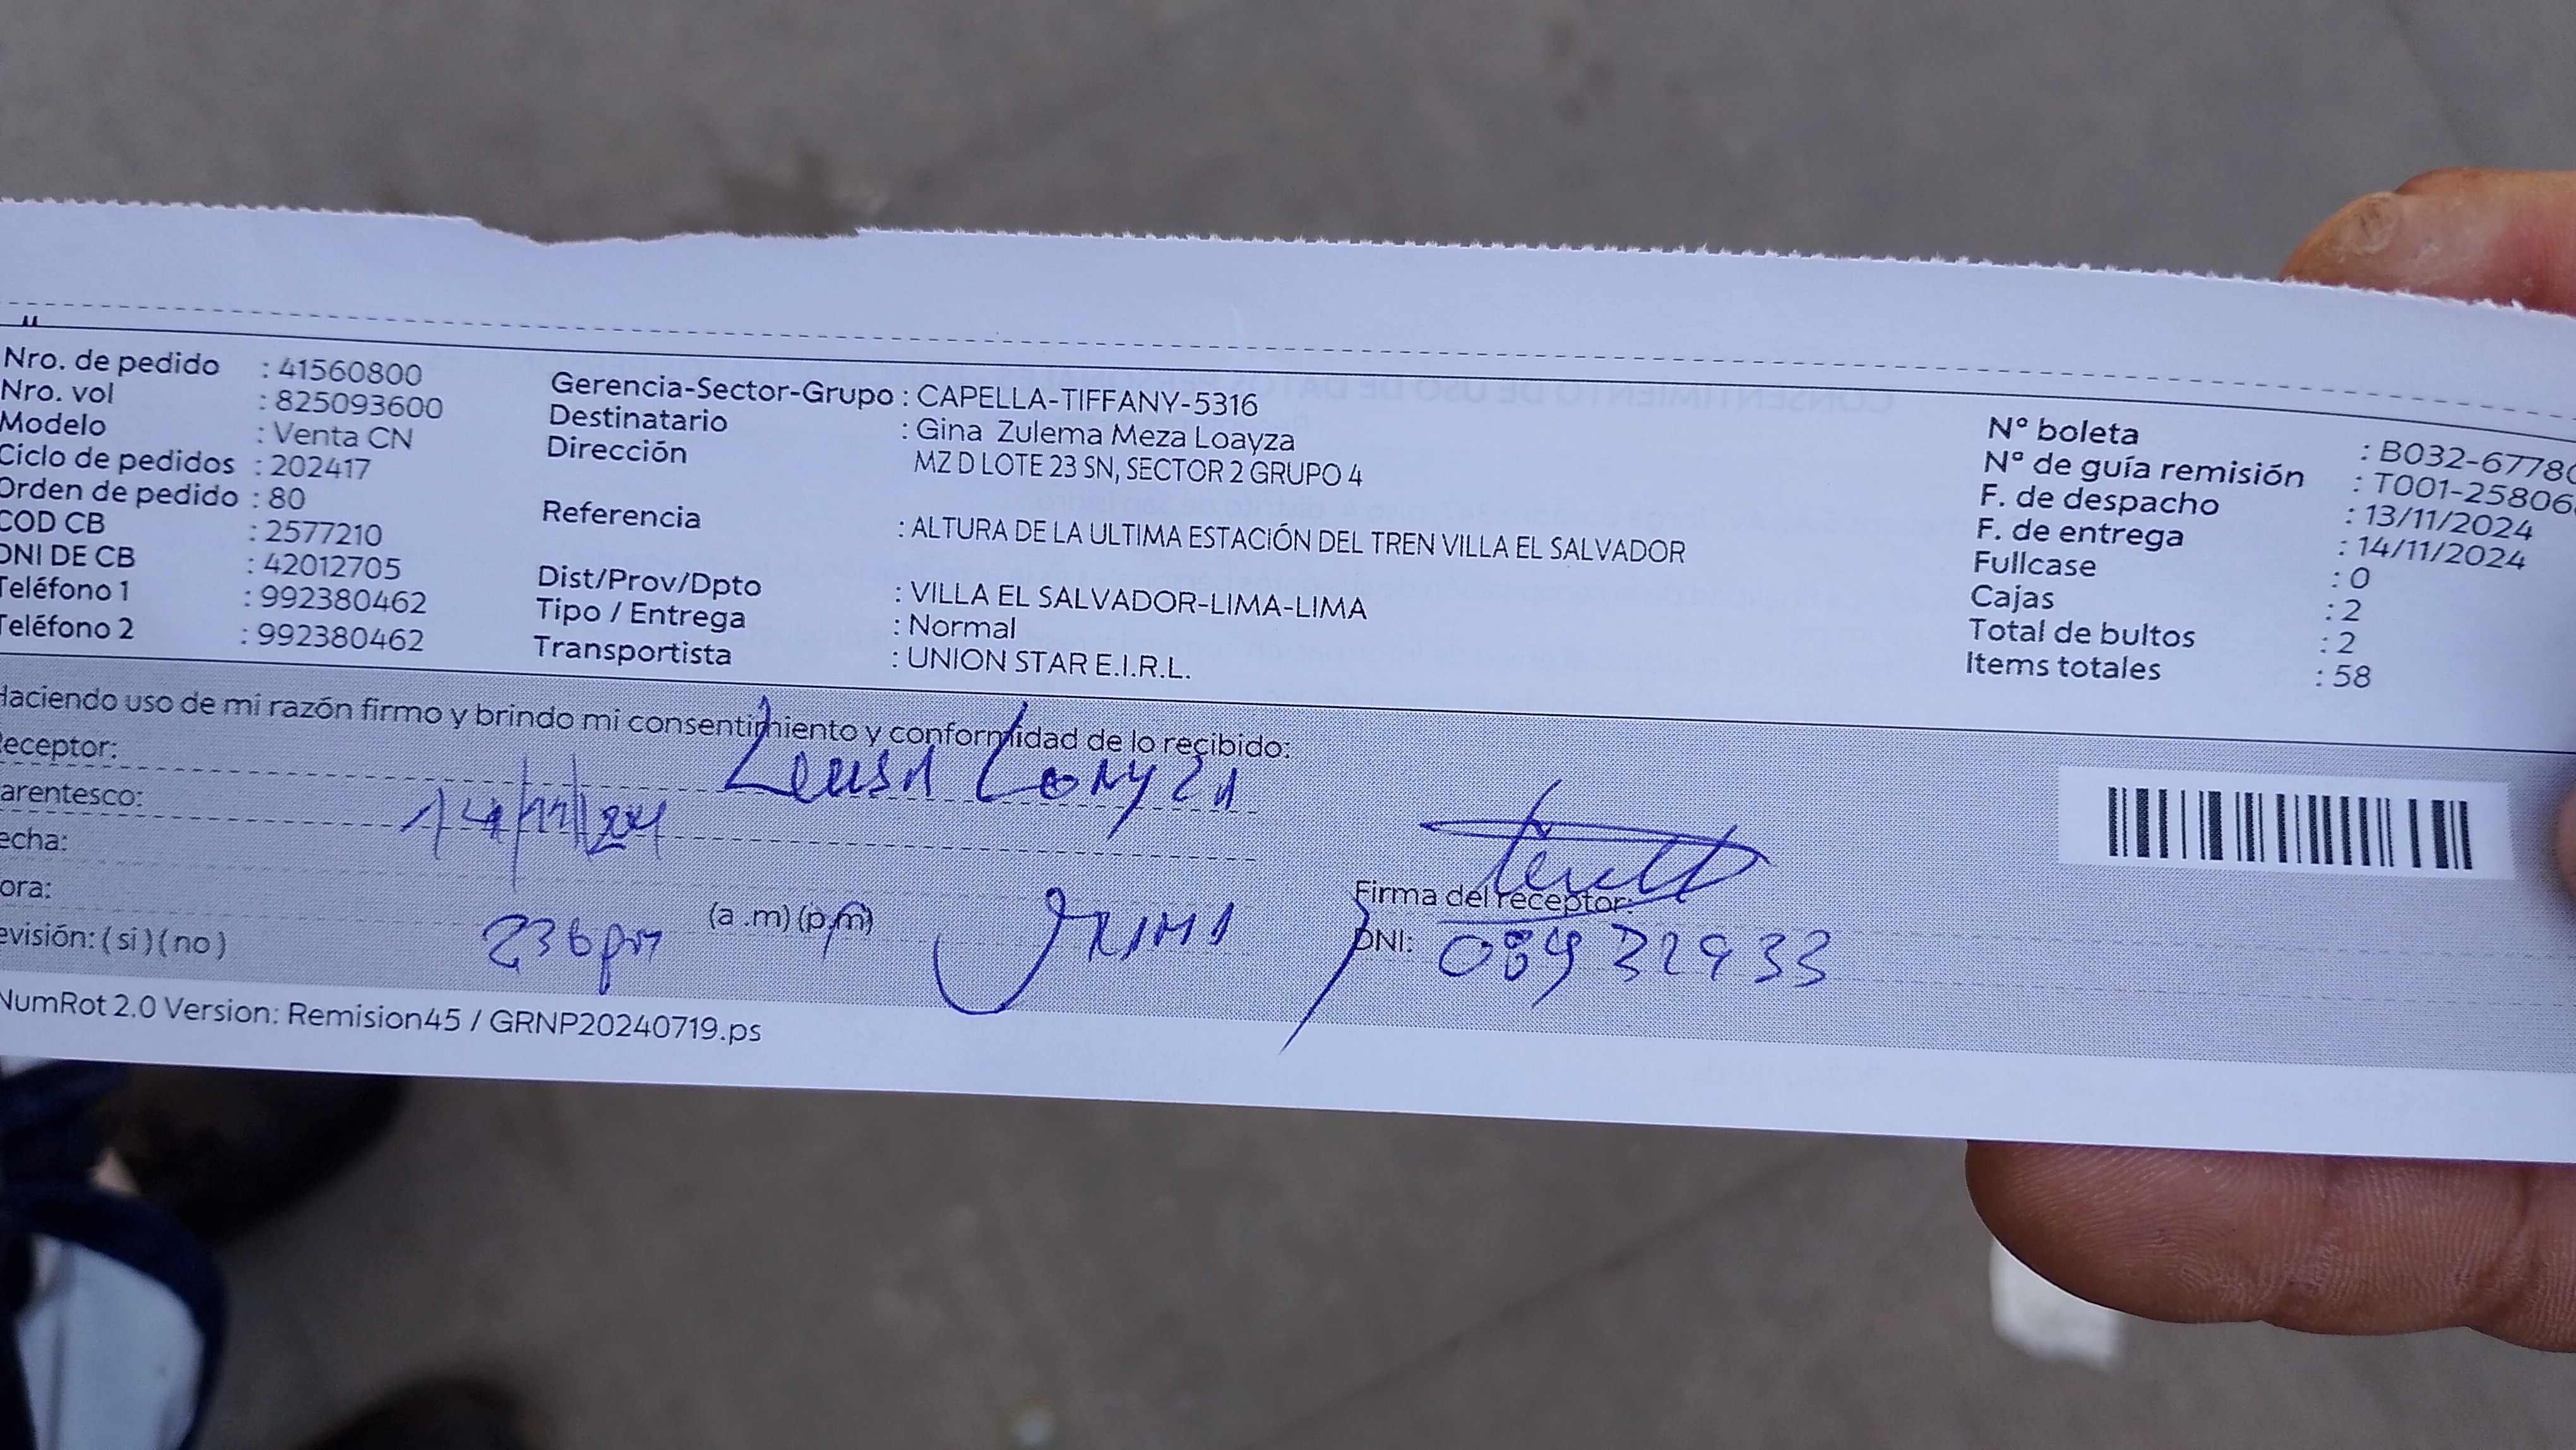 Nro. de pedido : 41560800
Nro. vol : 825093600
Modelo : Venta CN
Ciclo de pedidos : 202417
Orden de pedido : 80
COD CB : 2577210
DNI DE CB : 42012705
Teléfono 1 : 992380462
Teléfono 2 : 992380462
Gerencia-Sector-Grupo : CAPELLA-TIFFANY-5316
Destinatario : Gina Zulema Meza Loayza
Dirección MZ D LOTE 23 SN, SECTOR 2 GRUPO 4
Referencia : ALTURA DE LA ULTIMA ESTACIÓN DEL TREN VILLA EL SALVADOR
Dist/Prov/Dpto : VILLA EL SALVADOR-LIMA-LIMA
Tipo / Entrega : Normal
Transportista : UNION STAR E.I.R.L.
N° boleta : B032-6778
N° de guía remisión : T001-25806
F. de despacho : 13/11/2024
F. de entrega : 14/11/2024
Fullcase : 0
Cajas : 2
Total de bultos : 2
Items totales : 58
Haciendo uso de mi razón firmo y brindo mi consentimiento y conformidad de lo recibido:
Receptor: Loayza
arentesco:
echa: 14/11/24
ora: 236pm (a .m) (p.m)
evisión: ( si ) ( no )
Firma del receptor:
DNI:
NumRot 2.0 Version: Remision45 / GRNP20240719.ps